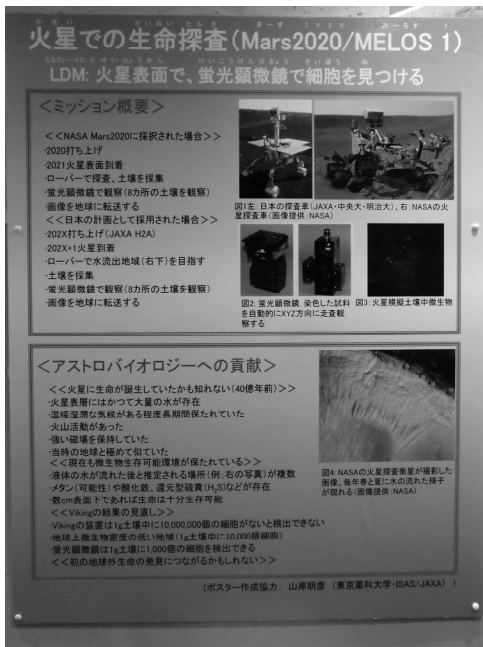 火星での生命探査(Mars2020/MELOS 1)
LDM: 火星表面で、蛍光顕微鏡で細胞を見つける
＜ミッション概要＞
＜＜NASA Mars2020に採択された場合＞＞
・2020打ち上げ
・2021火星表面到着
・ローバーで探査、土壌を採集
・蛍光顕微鏡で観察(8カ所の土壌を観察)
・画像を地球に転送する
＜＜日本の計画として採用された場合＞＞
・202X打ち上げ(JAXA H2A)
・202X+1火星到着
・ローバーで水流出地域(右下)を目指す
・土壌を採集
・蛍光顕微鏡で観察(8カ所の土壌を観察)
・画像を地球に転送する
図1左: 日本の探査車(JAXA・中央大・明治大)、右: NASAの火
星探査車(画像提供: NASA)
図2: 蛍光顕微鏡. 染色した試料
を自動的にXYZ方向に走査観
察する
図3: 火星模擬土壌中微生物
＜アストロバイオロジーへの貢献＞
＜＜火星に生命が誕生していたかも知れない(40億年前)＞＞
・火星表層にはかつて大量の水が存在
・温暖湿潤な気候がある程度長期間保たれていた
・火山活動があった
・強い磁場を保持していた
・当時の地球と極めて似ていた
＜＜現在も微生物生存可能環境が保たれている＞＞
・液体の水が流れた後と推定される場所(例: 右の写真)が複数
・メタン(可能性)や酸化鉄、還元型硫黄(H₂S)などが存在
・数cm表面下であれば生命は十分生存可能
＜＜Vikingの結果の見直し＞＞
・Vikingの装置は1g土壌中に10,000,000個の細胞がないと検出できない
・地球上微生物密度の低い地域(1g土壌中に10,000個細胞)
・蛍光顕微鏡は1g土壌に1,000個の細胞を検出できる
＜＜初の地球外生命の発見につながるかもしれない＞＞
図4: NASAの火星探査衛星が撮影した
画像。毎年春と夏に水の流れた様子
が現れる(画像提供: NASA)
(ポスター作成協力: 山岸明彦 (東京薬科大学・ISAS/JAXA) )